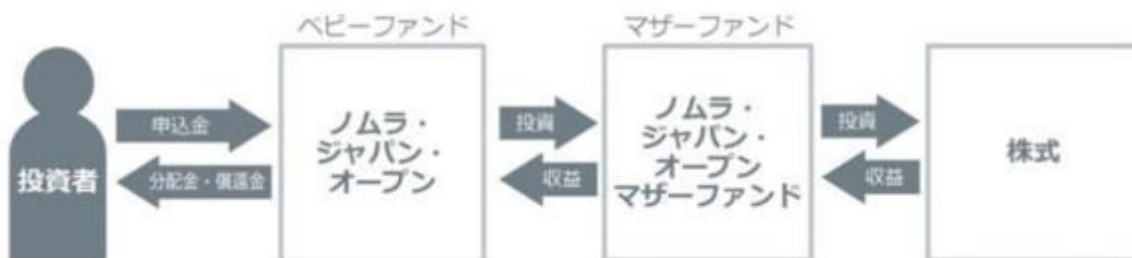 ベビーファンド
マザーファンド
投資者
申込金
分配金・償還金
ノムラ・
ジャパン・
オープン
投資
収益
ノムラ・
ジャパン・
オープン
マザーファンド
投資
収益
株式